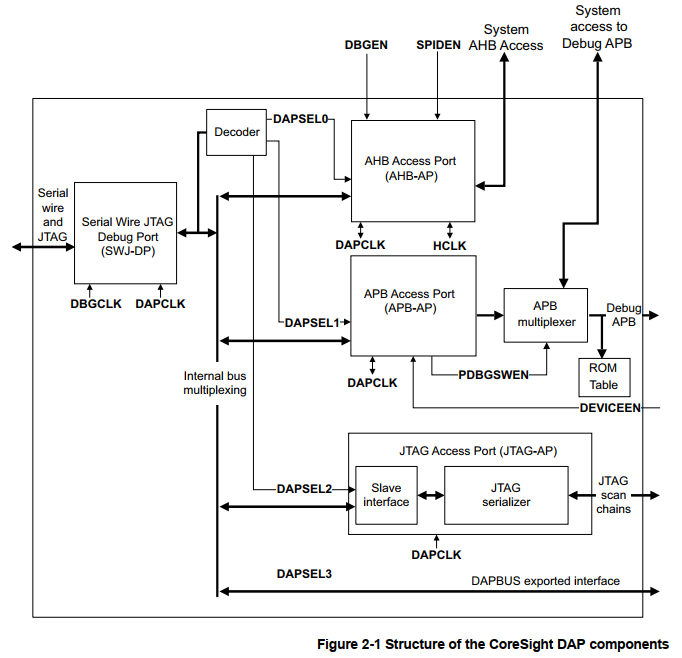 System
access to
Debug APB
System
AHB Access
DBGEN
SPIDEN
Decoder
DAPSEL0
AHB Access Port
(AHB-AP)
Serial
wire
and
JTAG
Serial Wire JTAG
Debug Port
(SWJ-DP)
DAPCLK
HCLK
DBGCLK
DAPCLK
APB Access Port
(APB-AP)
DAPSEL1
APB
multiplexer
Debug
APB
Internal bus
multiplexing
DAPCLK
PDBGSWEN
ROM
Table
DEVICEEN
JTAG Access Port (JTAG-AP)
DAPSEL2
Slave
interface
JTAG
serializer
JTAG
scan
chains
DAPCLK
DAPSEL3
DAPBUS exported interface
Figure 2-1 Structure of the CoreSight DAP components